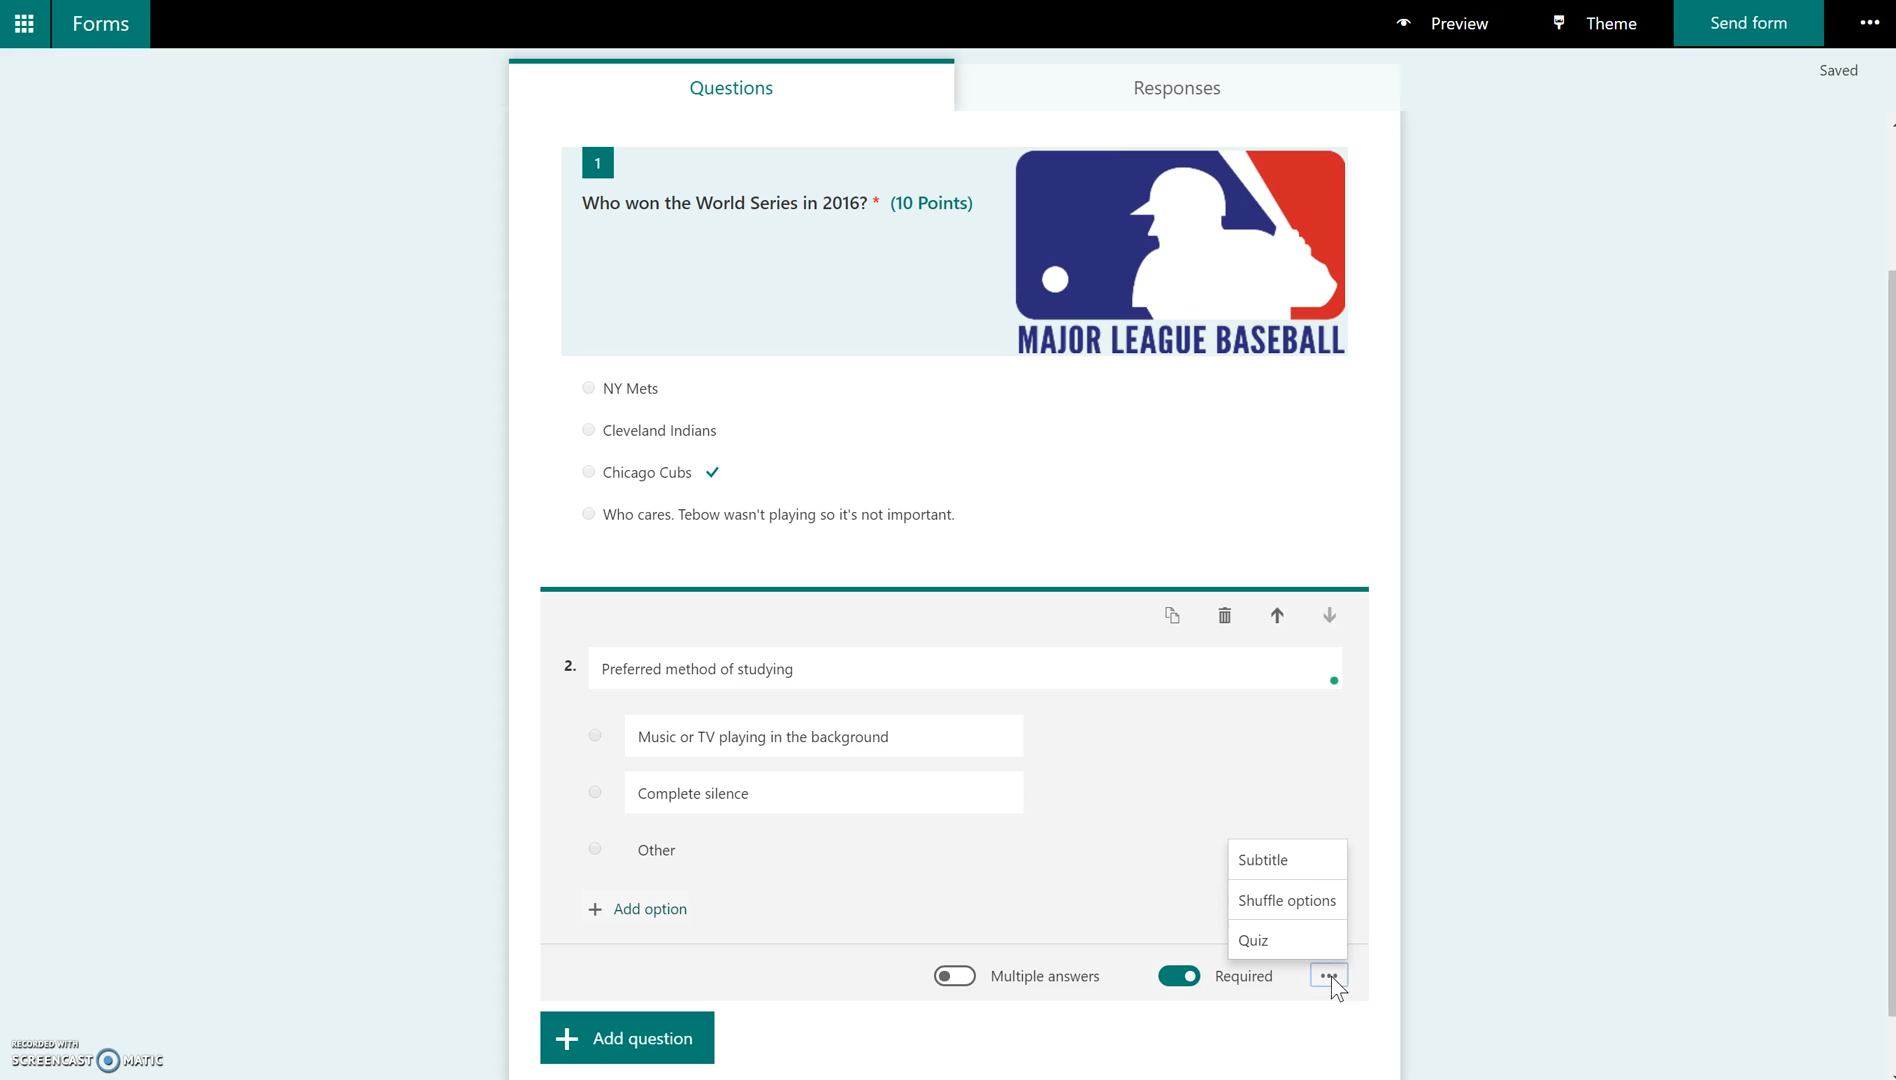 Forms
Preview
Theme
Send form
Saved
Questions
Responses
1
Who won the World Series in 2016? * (10 Points)
MAJOR LEAGUE BASEBALL
NY Mets
Cleveland Indians
Chicago Cubs
Who cares. Tebow wasn't playing so it's not important.
2.
Preferred method of studying
Music or TV playing in the background
Complete silence
Other
Add option
Subtitle
Shuffle options
Quiz
Multiple answers
Required
Add question
RECORDED WITH
SCREENCAST MATIC